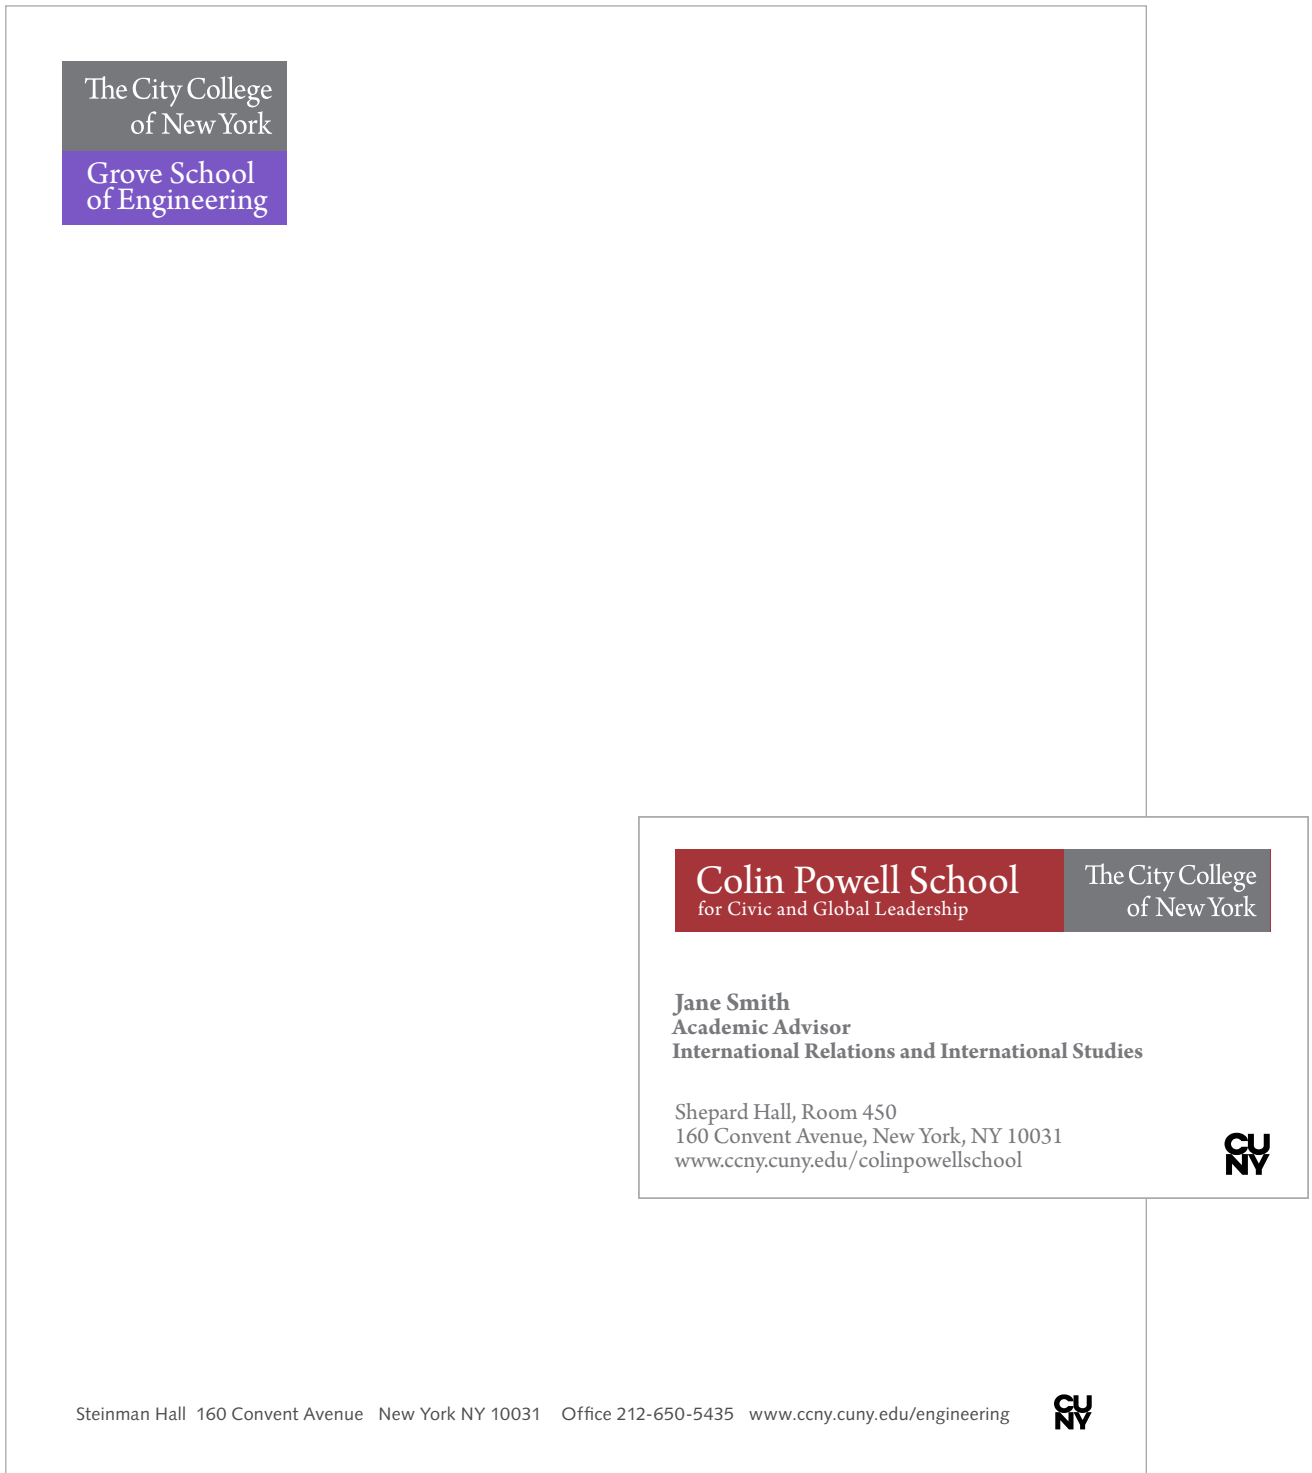 The City College
of New York
Grove School
of Engineering
Colin Powell School
for Civic and Global Leadership
The City College
of New York
Jane Smith
Academic Advisor
International Relations and International Studies
Shepard Hall, Room 450
160 Convent Avenue, New York, NY 10031
www.ccny.cuny.edu/colinpowellschool
CU
NY
Steinman Hall 160 Convent Avenue New York NY 10031 Office 212-650-5435 www.ccny.cuny.edu/engineering
CU
NY